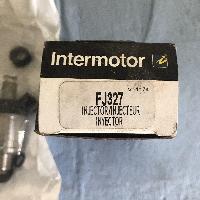 Intermotor
FJ327
INJECTOR/INJECTEUR
INYECTOR